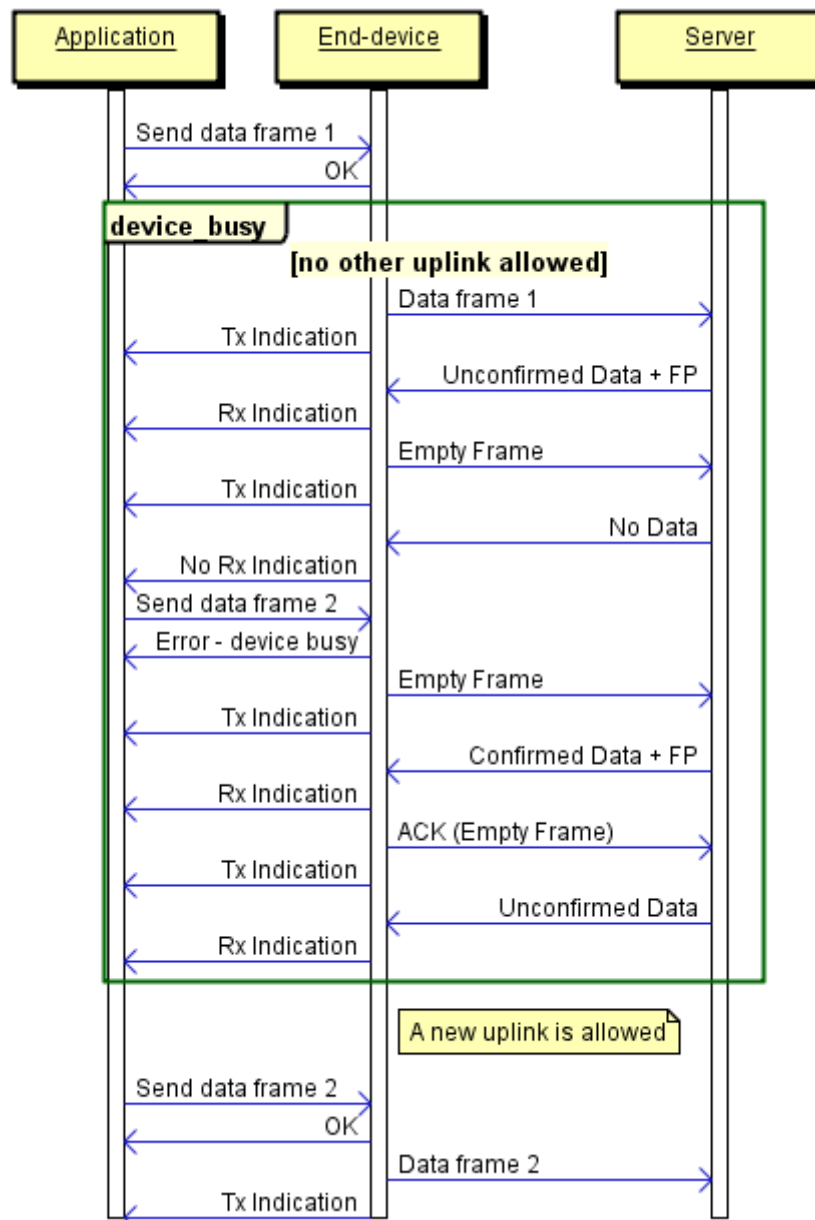 Application
End-device
Server
Send data frame 1
OK
device_busy
[no other uplink allowed]
Data frame 1
Tx Indication
Unconfirmed Data + FP
Rx Indication
Empty Frame
Tx Indication
No Data
No Rx Indication
Send data frame 2
Error - device busy
Empty Frame
Tx Indication
Confirmed Data + FP
Rx Indication
ACK (Empty Frame)
Tx Indication
Unconfirmed Data
Rx Indication
A new uplink is allowed
Send data frame 2
OK
Data frame 2
Tx Indication